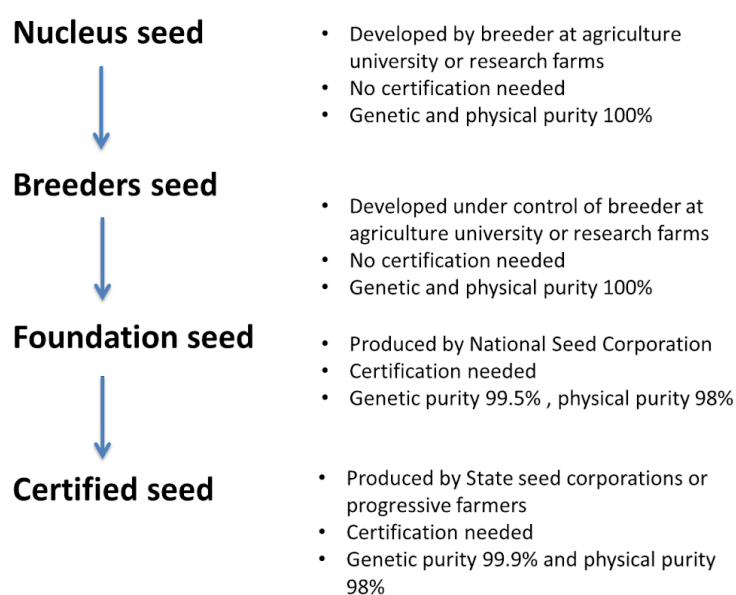 Nucleus seed
• Developed by breeder at agriculture
university or research farms
• No certification needed
• Genetic and physical purity 100%
Breeders seed
• Developed under control of breeder at
agriculture university or research farms
• No certification needed
• Genetic and physical purity 100%
Foundation seed
• Produced by National Seed Corporation
• Certification needed
• Genetic purity 99.5% , physical purity 98%
Certified seed
• Produced by State seed corporations or
progressive farmers
• Certification needed
• Genetic purity 99.9% and physical purity
98%